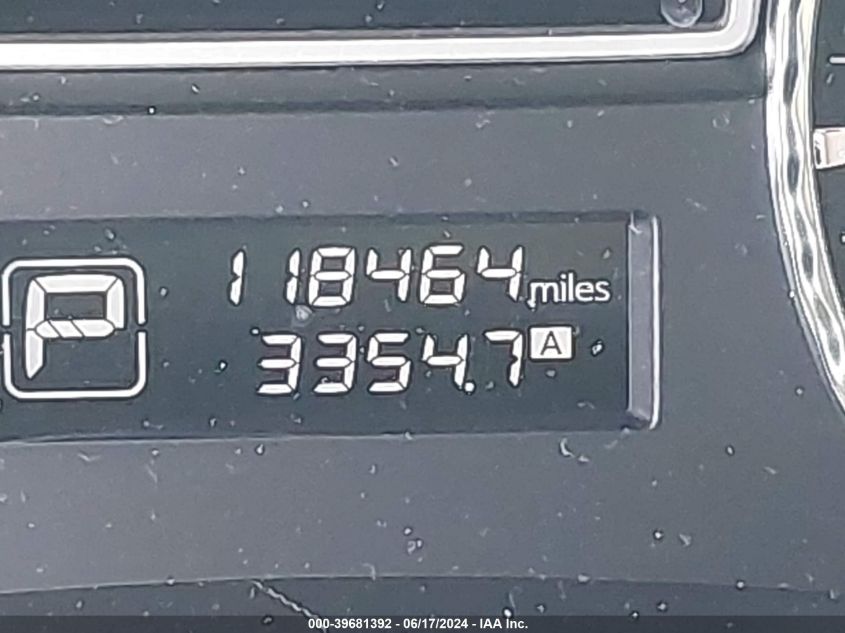 118464 miles
P
3354.7 A
000-39681392 - 06/17/2024 - IAA Inc.